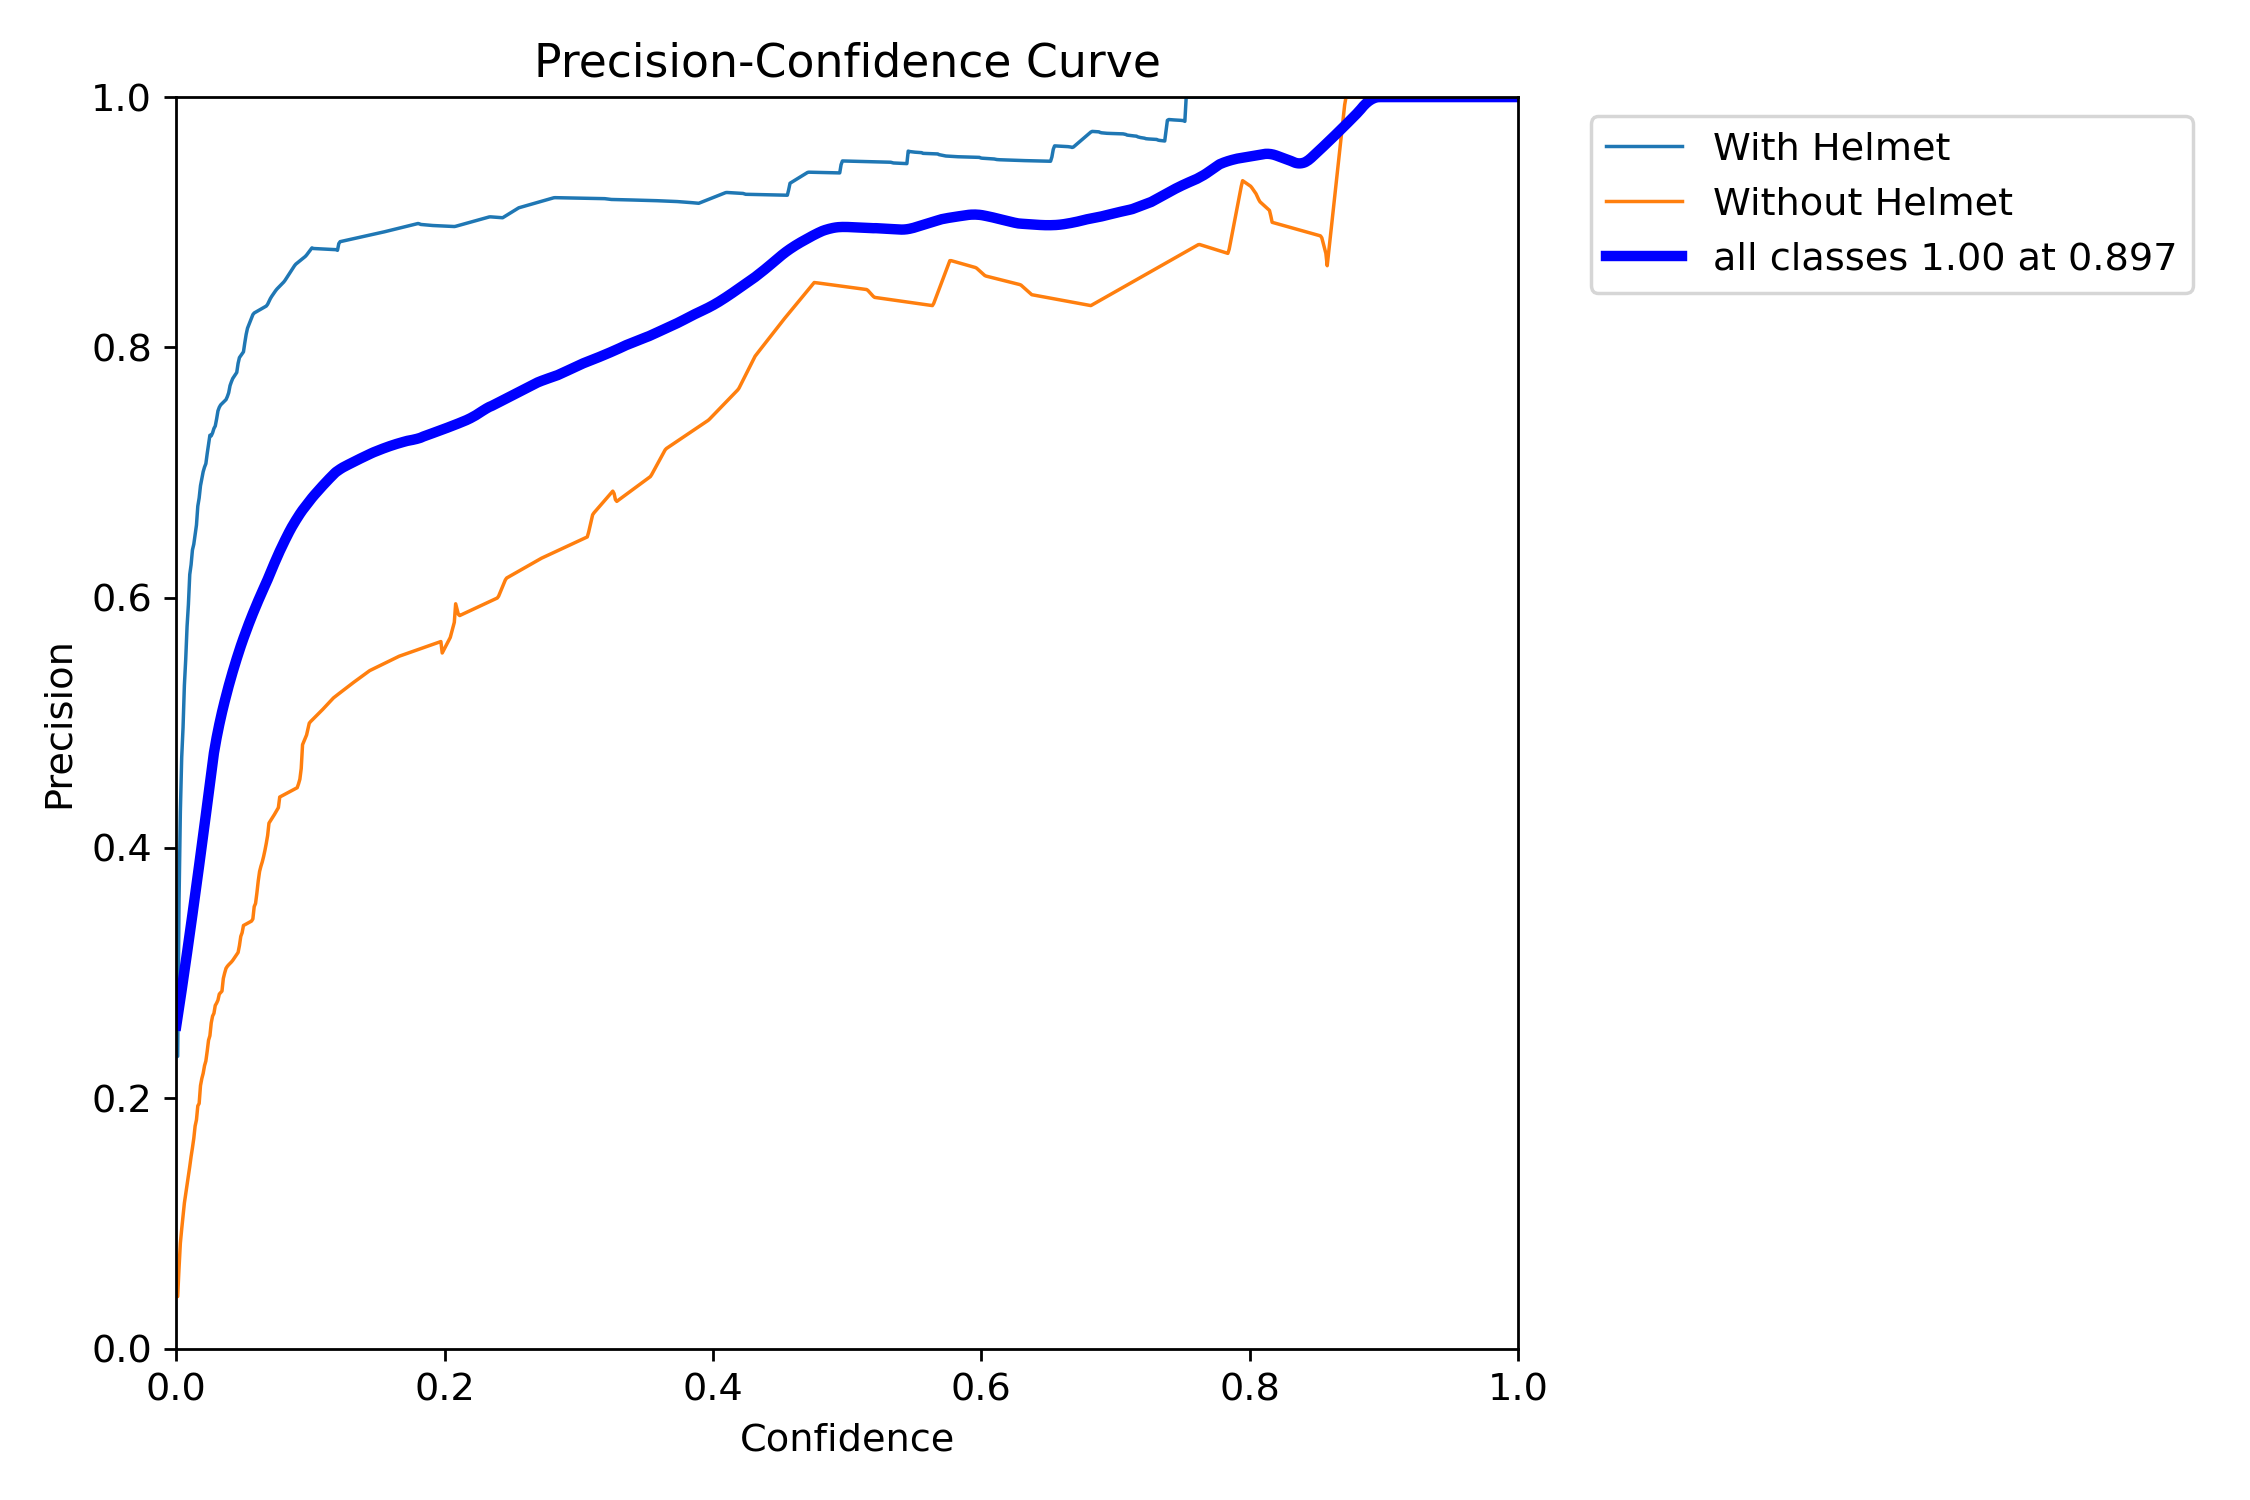 Precision-Confidence Curve
1.0
0.8
0.6
0.4
0.2
0.0
Precision
0.0 0.2 0.4 0.6 0.8 1.0
Confidence
With Helmet
Without Helmet
all classes 1.00 at 0.897